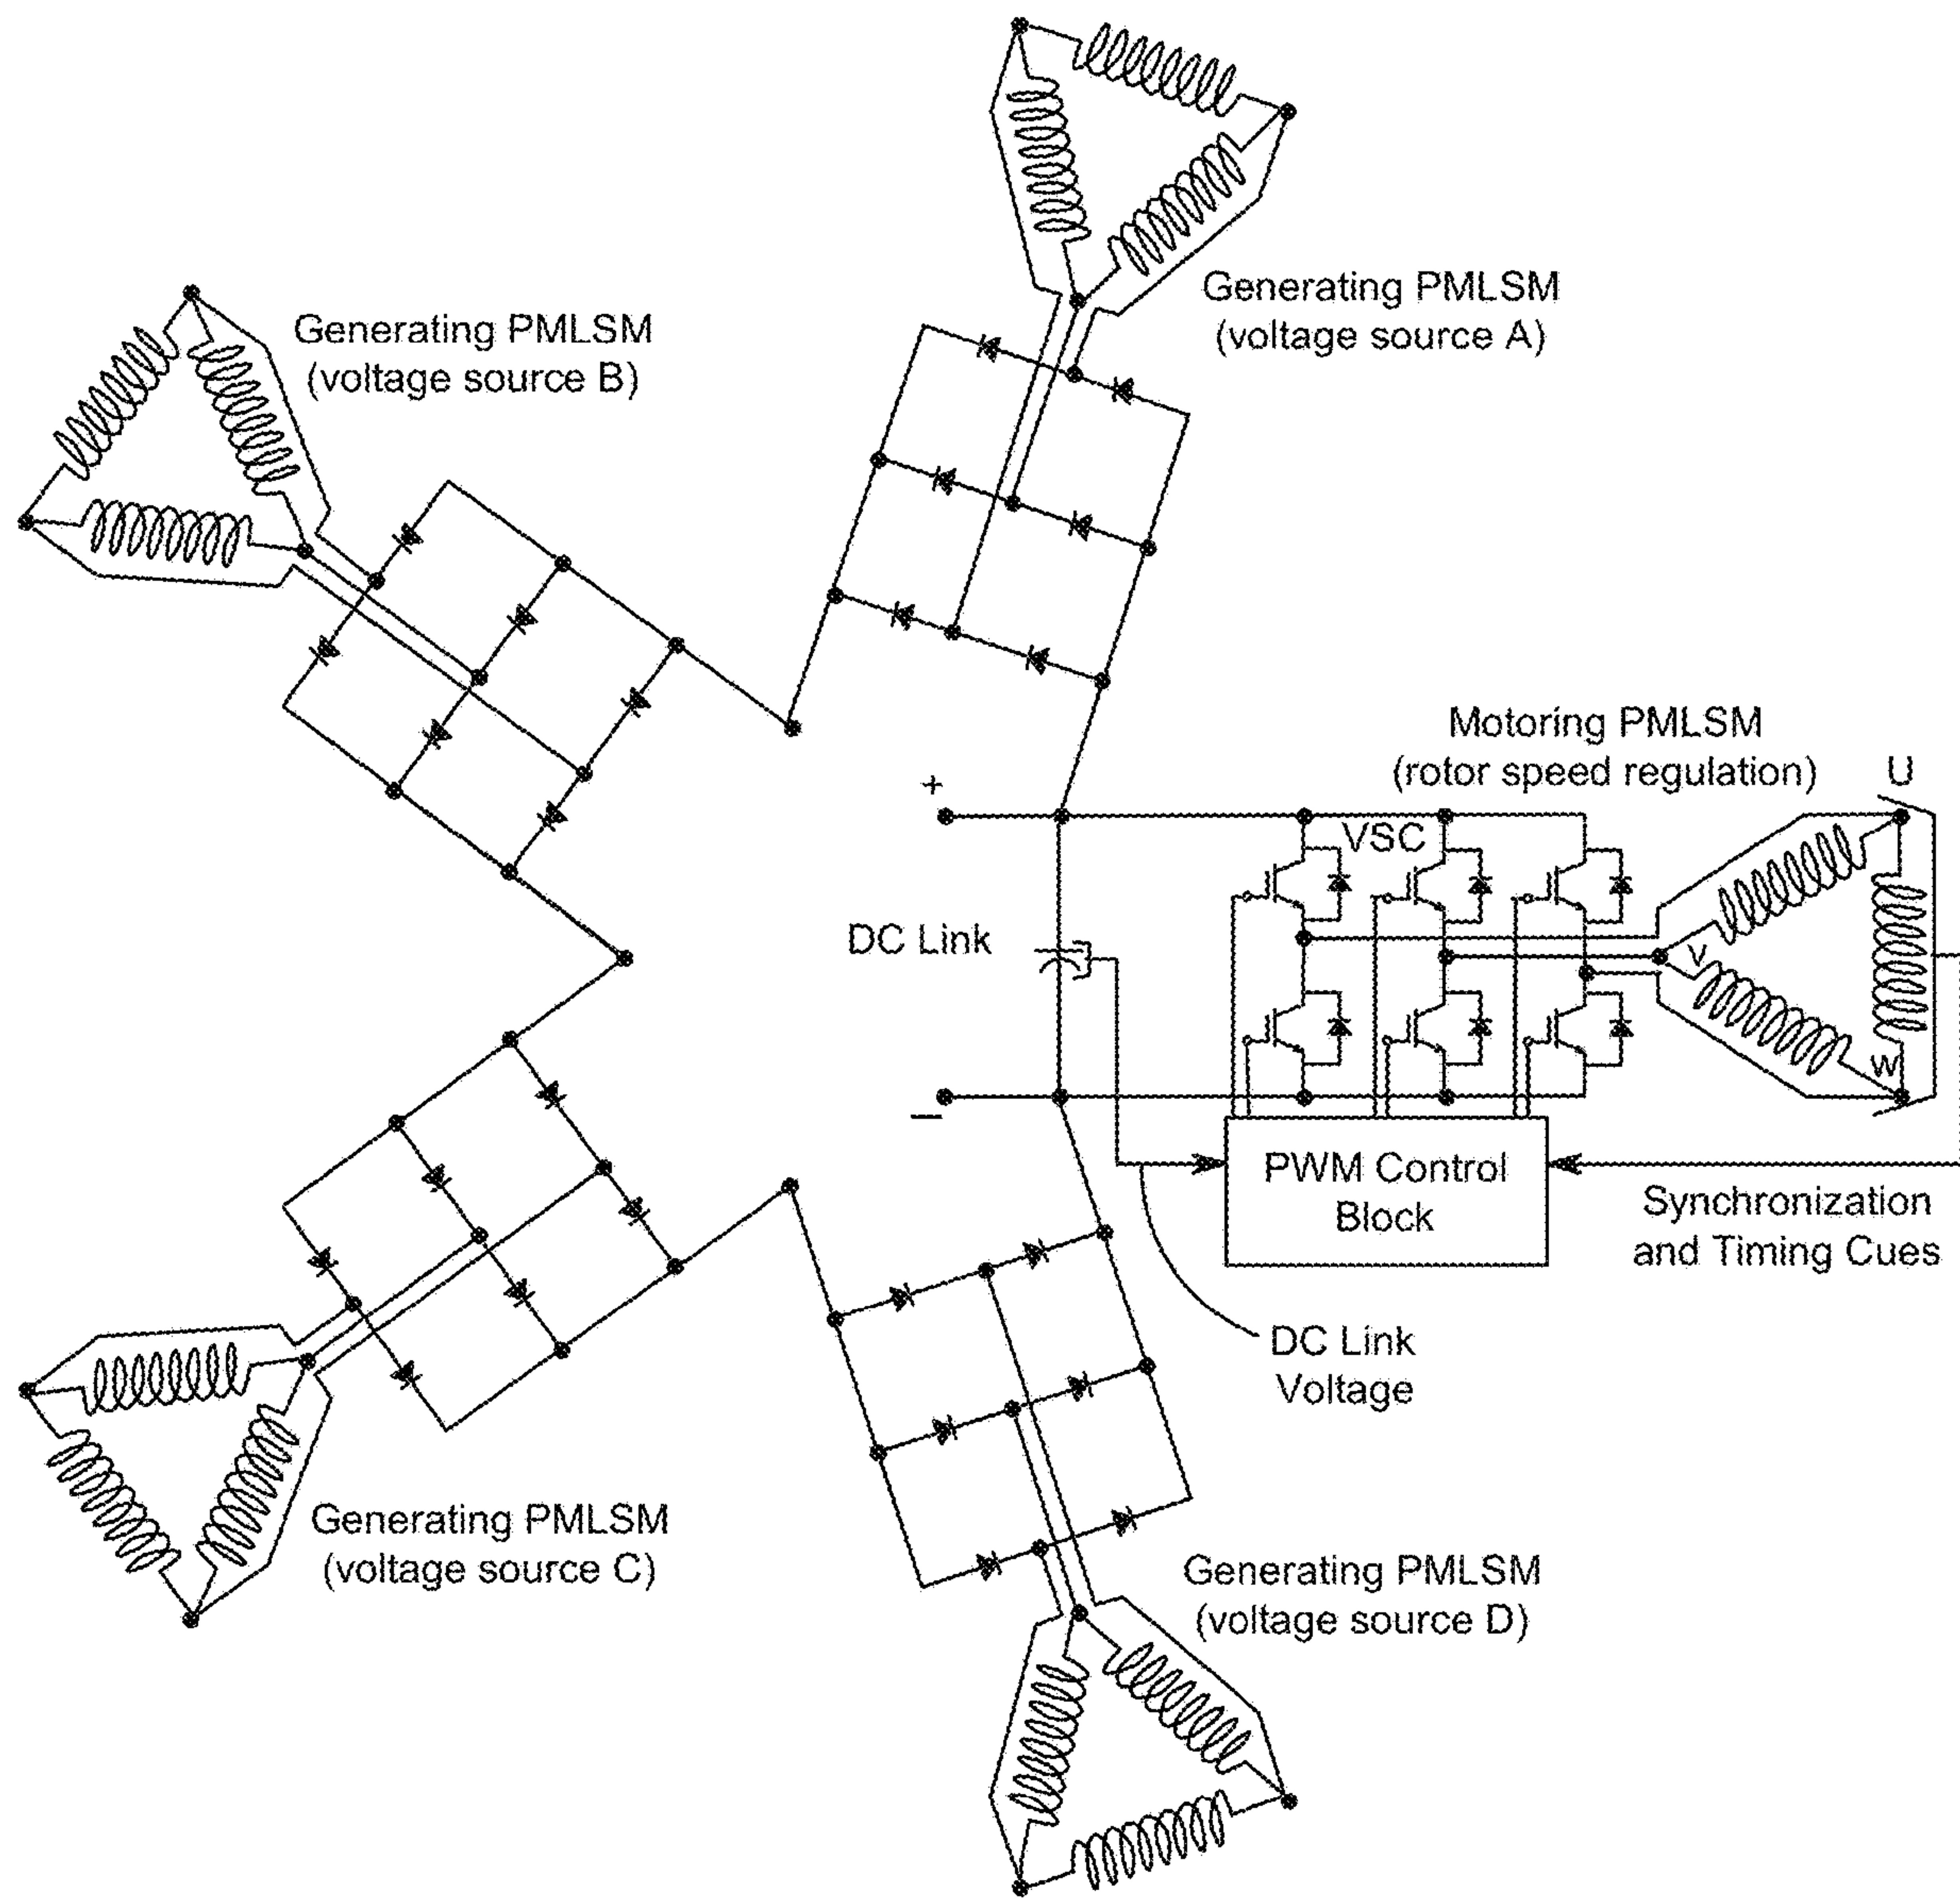 Generating PMLSM
(voltage source A)
Generating PMLSM
(voltage source B)
Motoring PMLSM
(rotor speed regulation)
U
+
VSC
DC Link
V
W
—
PWM Control
Block
Synchronization
and Timing Cues
DC Link
Voltage
Generating PMLSM
(voltage source C)
Generating PMLSM
(voltage source D)